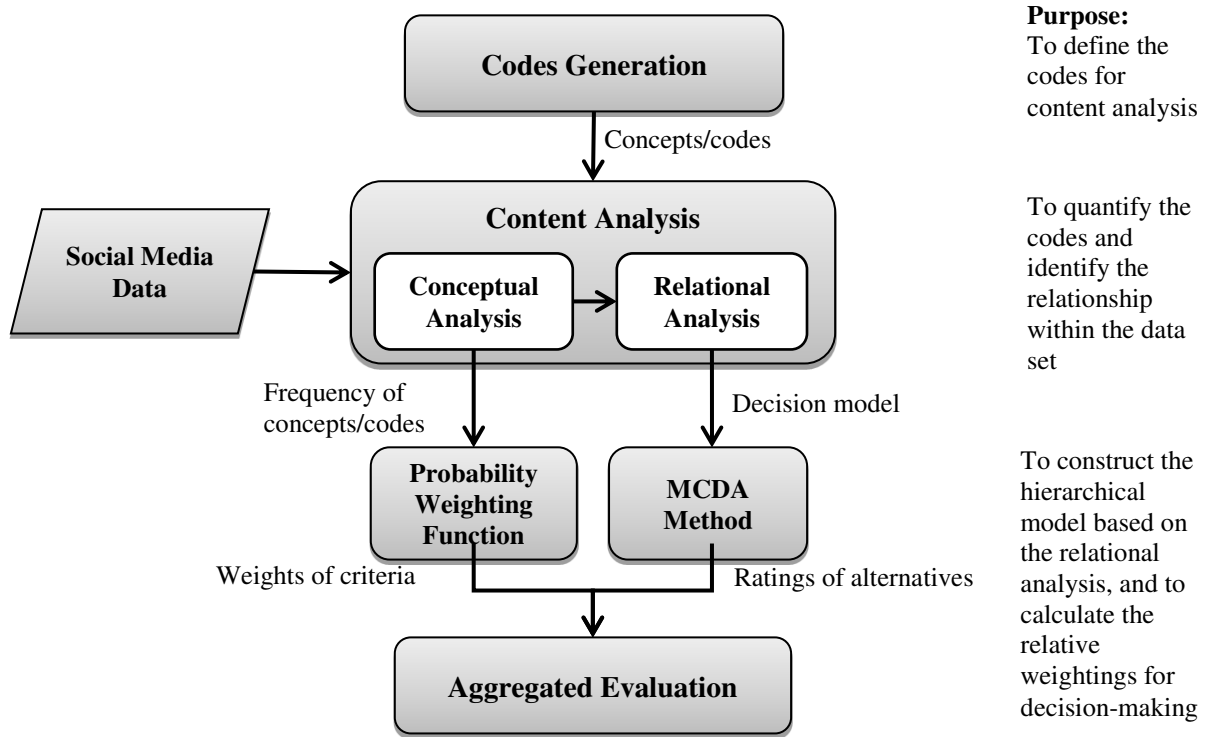 Purpose:
To define the
codes for
content analysis
Codes Generation
Concepts/codes
Content Analysis
Social Media
Data
Conceptual
Analysis
Relational
Analysis
To quantify the
codes and
identify the
relationship
within the data
set
Frequency of
concepts/codes
Decision model
Probability
Weighting
Function
MCDA
Method
To construct the
hierarchical
model based on
the relational
analysis, and to
calculate the
relative
weightings for
decision-making
Weights of criteria
Ratings of alternatives
Aggregated Evaluation